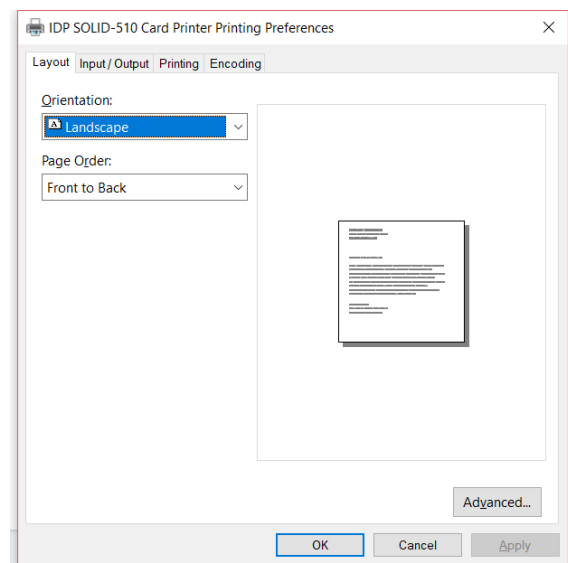 IDP SOLID-510 Card Printer Printing Preferences
Layout Input / Output Printing Encoding
Orientation:
Landscape
Page Order:
Front to Back
Advanced...
OK Cancel Apply